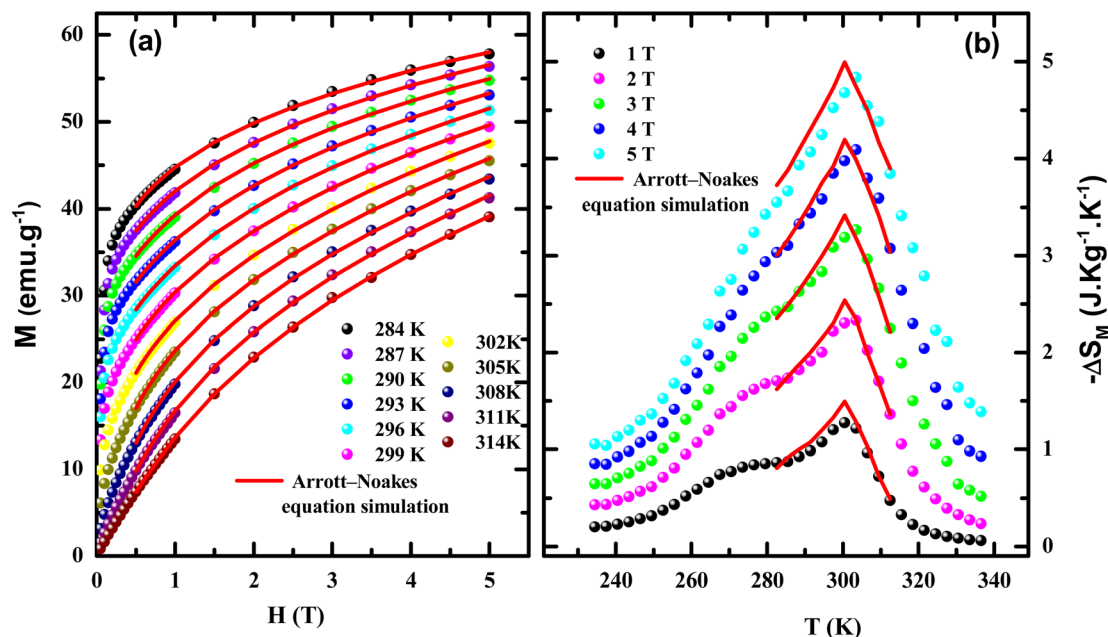 (a)
60
50
40
30
20
10
0
M (emu.g-1)
284 K
287 K
290 K
293 K
296 K
299 K
302K
305K
308K
311K
314K
Arrott–Noakes
equation simulation
0 1 2 3 4 5
H (T)
(b)
1 T
2 T
3 T
4 T
5 T
Arrott–Noakes
equation simulation
5
4
3
2
1
0
-ΔSM (J.Kg-1.K-1)
240 260 280 300 320 340
T (K)